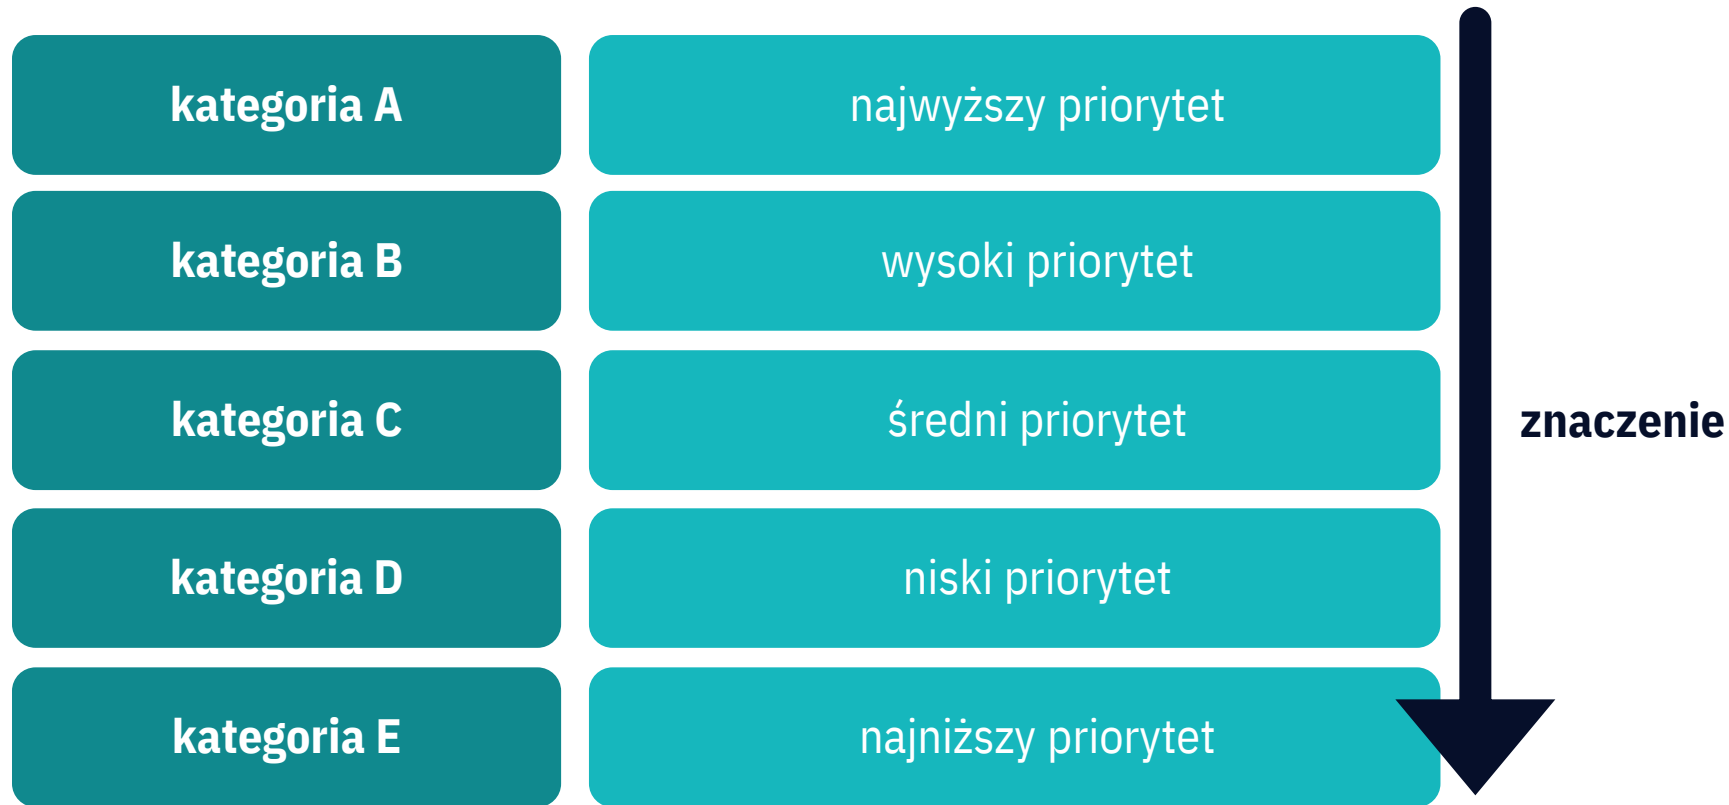 kategoria A
najwyższy priorytet
kategoria B
wysoki priorytet
kategoria C
średni priorytet
znaczenie
kategoria D
niski priorytet
kategoria E
najniższy priorytet